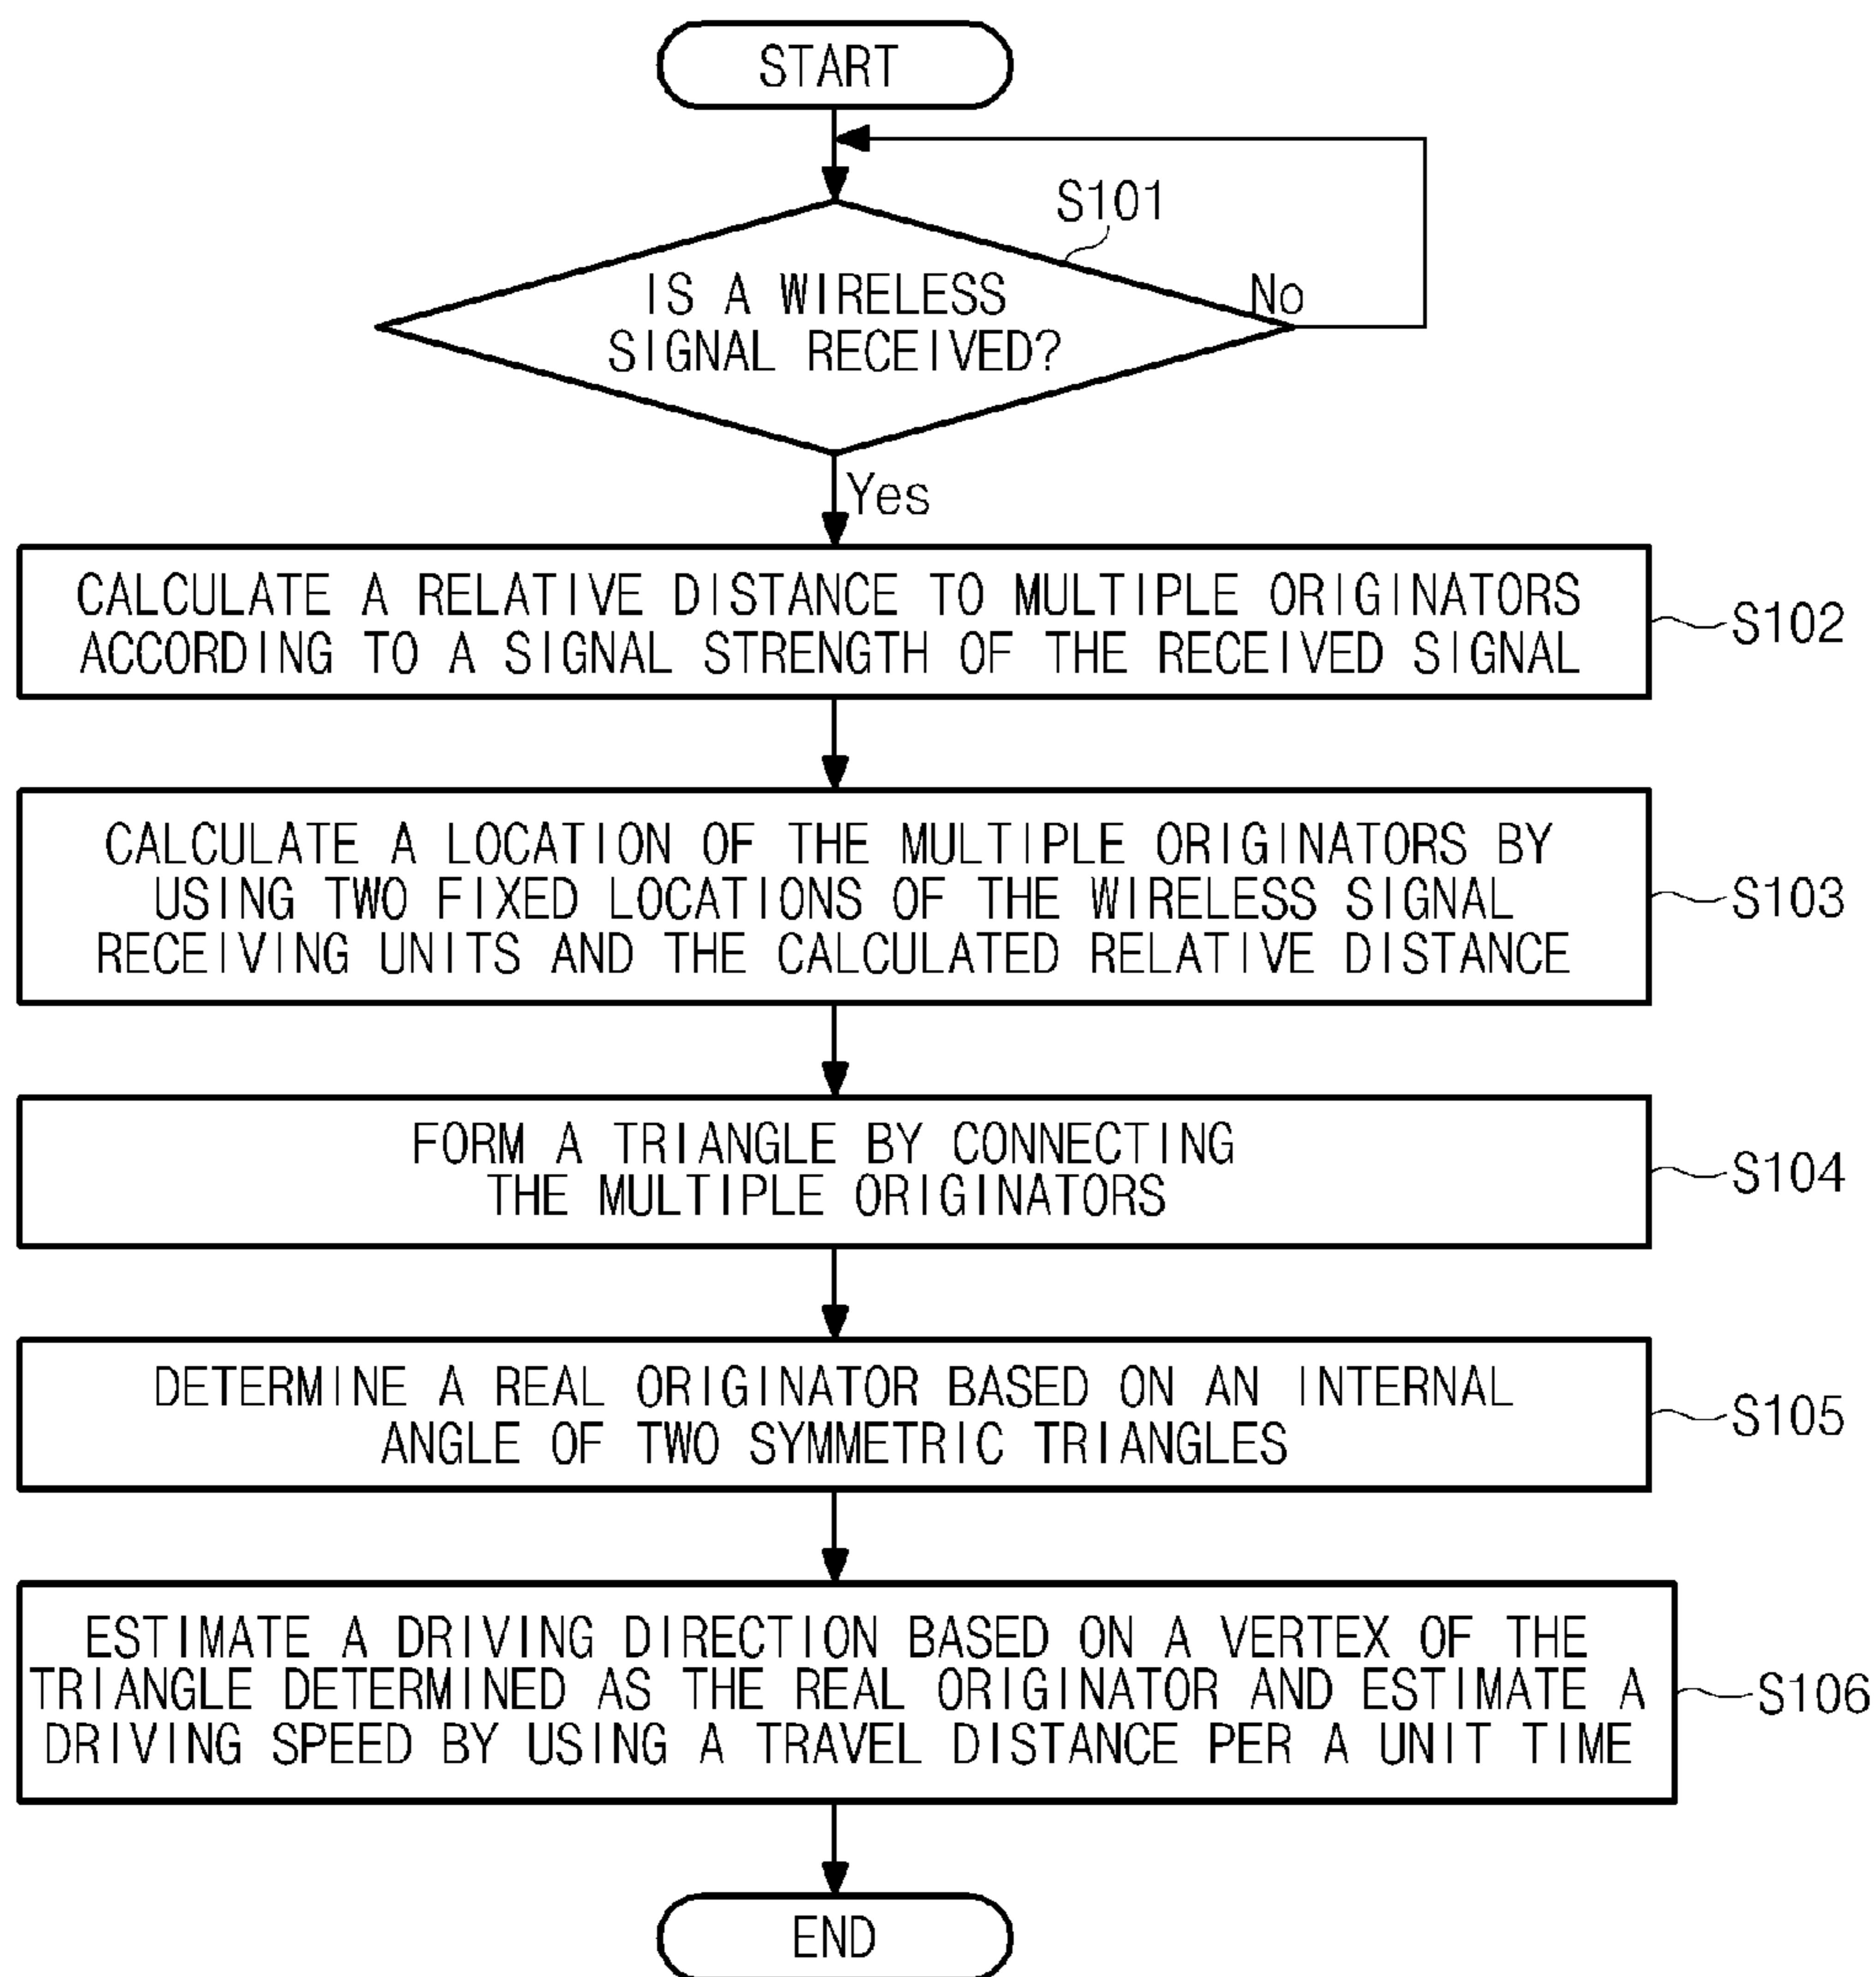 START
S101
IS A WIRELESS
SIGNAL RECEIVED?
No
Yes
CALCULATE A RELATIVE DISTANCE TO MULTIPLE ORIGINATORS
ACCORDING TO A SIGNAL STRENGTH OF THE RECEIVED SIGNAL
S102
CALCULATE A LOCATION OF THE MULTIPLE ORIGINATORS BY
USING TWO FIXED LOCATIONS OF THE WIRELESS SIGNAL
RECEIVING UNITS AND THE CALCULATED RELATIVE DISTANCE
S103
FORM A TRIANGLE BY CONNECTING
THE MULTIPLE ORIGINATORS
S104
DETERMINE A REAL ORIGINATOR BASED ON AN INTERNAL
ANGLE OF TWO SYMMETRIC TRIANGLES
S105
ESTIMATE A DRIVING DIRECTION BASED ON A VERTEX OF THE
TRIANGLE DETERMINED AS THE REAL ORIGINATOR AND ESTIMATE A
DRIVING SPEED BY USING A TRAVEL DISTANCE PER A UNIT TIME
S106
END